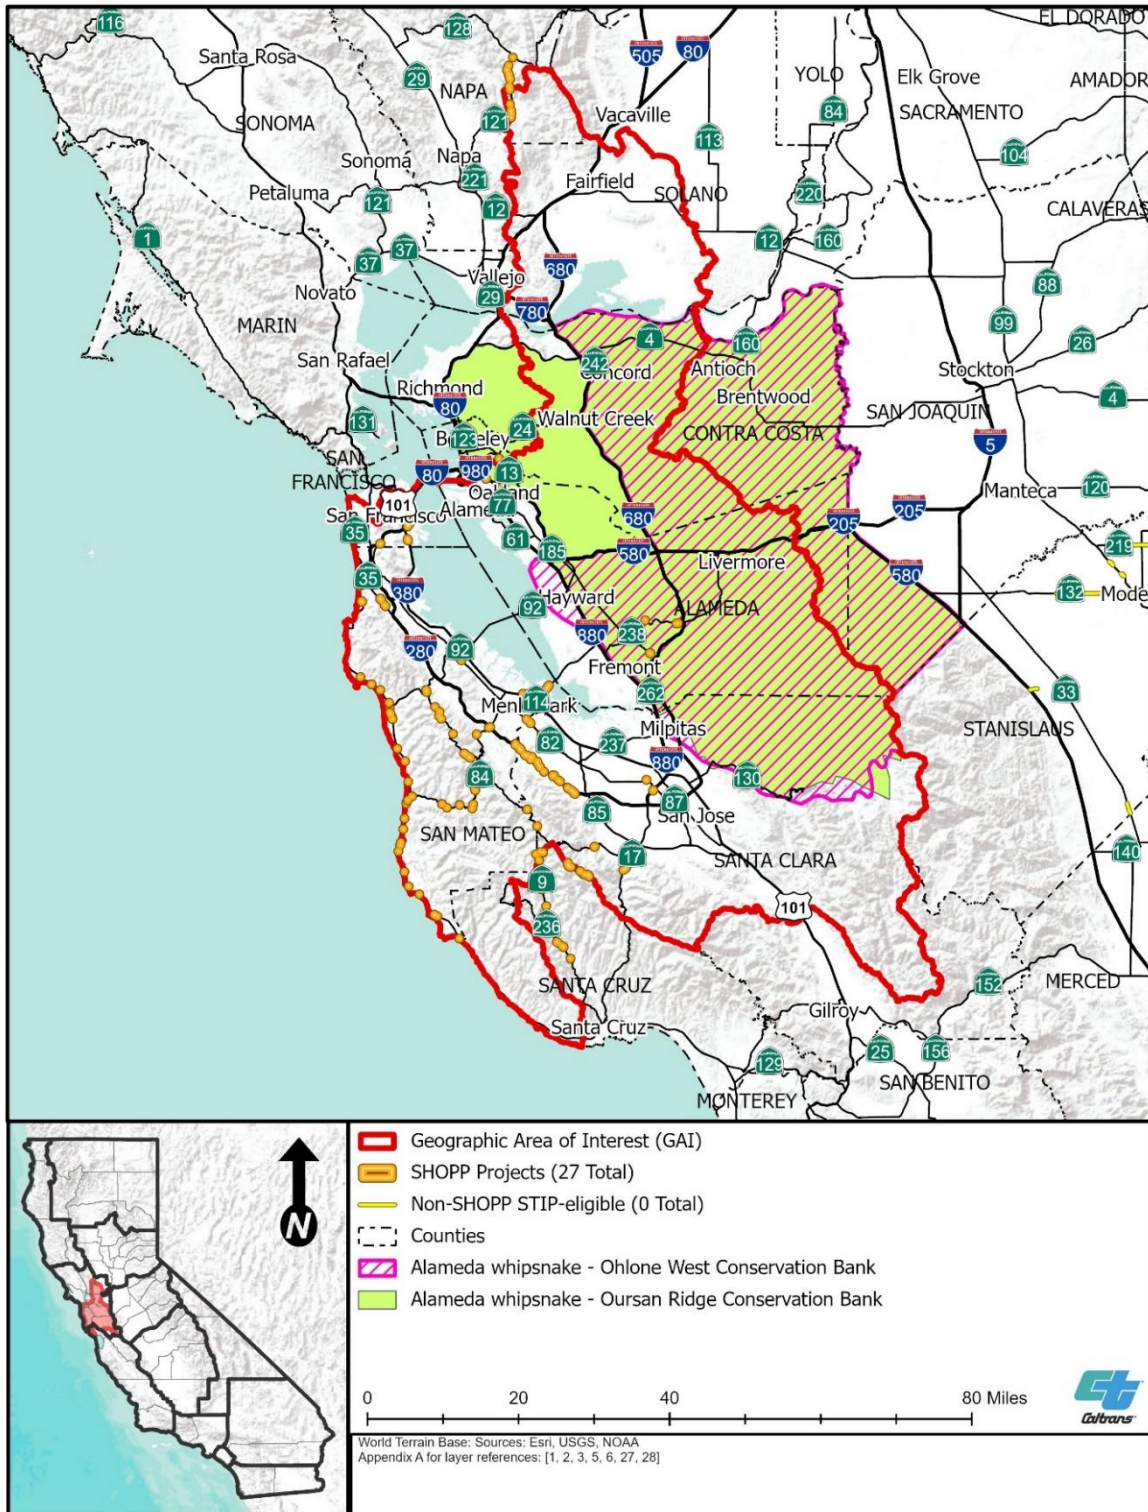 116
128
EL DORADO
Santa Rosa
29
NAPA
505
80
YOLO
Elk Grove
AMADOR
SACRAMENTO
84
SONOMA
121
Vacaville
113
104
Sonoma
Napa
221
Fairfield
SOLANO
220
Petaluma
121
12
CALAVERAS
1
37
37
680
12
160
Novato
Vallejo
29
780
88
MARIN
4
160
99
26
San Rafael
242
Concord
Antioch
Stockton
Richmond
80
Brentwood
4
131
123
Berkeley
24
Walnut Creek
SAN JOAQUIN
CONTRA COSTA
5
SAN
FRANCISCO
80
980
13
Oakland
Manteca
120
101
San Francisco
Alameda
77
680
205
205
35
61
185
580
Livermore
219
35
380
92
Hayward
ALAMEDA
580
132
Mode
280
92
880
238
Fremont
262
33
114
Menlo Park
Milpitas
STANISLAUS
82
237
880
84
130
85
87
San Jose
SAN MATEO
17
SANTA CLARA
140
9
101
236
SANTA CRUZ
152
MERCED
Gilroy
Santa Cruz
129
25
156
SAN BENITO
MONTEREY
N
Geographic Area of Interest (GAI)
SHOPP Projects (27 Total)
Non-SHOPP STIP-eligible (0 Total)
Counties
Alameda whipsnake - Ohlone West Conservation Bank
Alameda whipsnake - Oursan Ridge Conservation Bank
0 20 40 80 Miles
Caltrans
World Terrain Base: Sources: Esri, USGS, NOAA
Appendix A for layer references: [1, 2, 3, 5, 6, 27, 28]